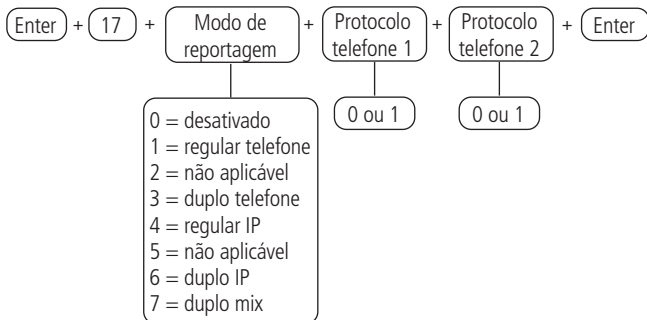 Enter + 17 + Modo de reportagem + Protocolo telefone 1 + Protocolo telefone 2 + Enter
0 = desativado
1 = regular telefone
2 = não aplicável
3 = duplo telefone
4 = regular IP
5 = não aplicável
6 = duplo IP
7 = duplo mix
0 ou 1
0 ou 1